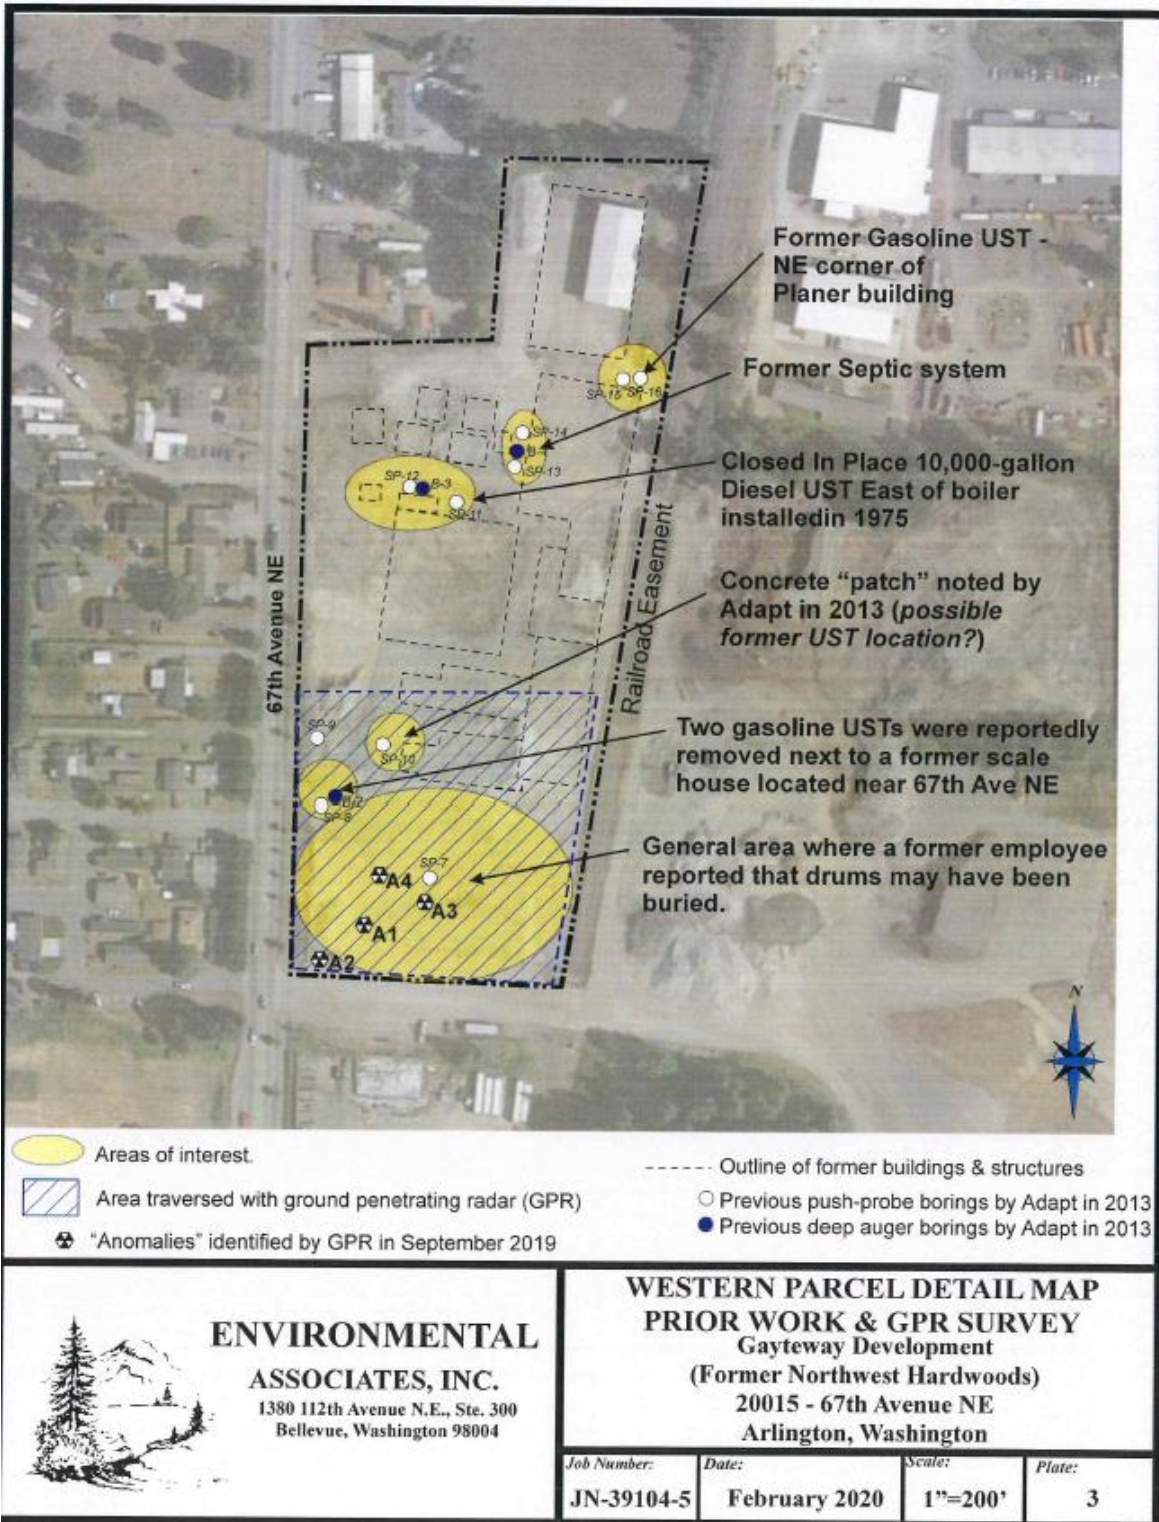 Former Gasoline UST -
NE corner of
Planer building
Former Septic system
SP-15 SP-16
SP-14
SP-13
Closed In Place 10,000-gallon
Diesel UST East of boiler
installedin 1975
SP-12
B-3
SP-11
67th Avenue NE
Railroad Easement
Concrete “patch” noted by
Adapt in 2013 (possible
former UST location?)
SP-9
SP-10
Two gasoline USTs were reportedly
removed next to a former scale
house located near 67th Ave NE
B-2
SP-8
General area where a former employee
reported that drums may have been
buried.
SP-7
A4
A3
A1
A2
N
Areas of interest.
Area traversed with ground penetrating radar (GPR)
“Anomalies” identified by GPR in September 2019
Outline of former buildings & structures
Previous push-probe borings by Adapt in 2013
Previous deep auger borings by Adapt in 2013
ENVIRONMENTAL
ASSOCIATES, INC.
1380 112th Avenue N.E., Ste. 300
Bellevue, Washington 98004
WESTERN PARCEL DETAIL MAP
PRIOR WORK & GPR SURVEY
Gayteway Development
(Former Northwest Hardwoods)
20015 - 67th Avenue NE
Arlington, Washington
Job Number:
JN-39104-5
Date:
February 2020
Scale:
1”=200’
Plate:
3